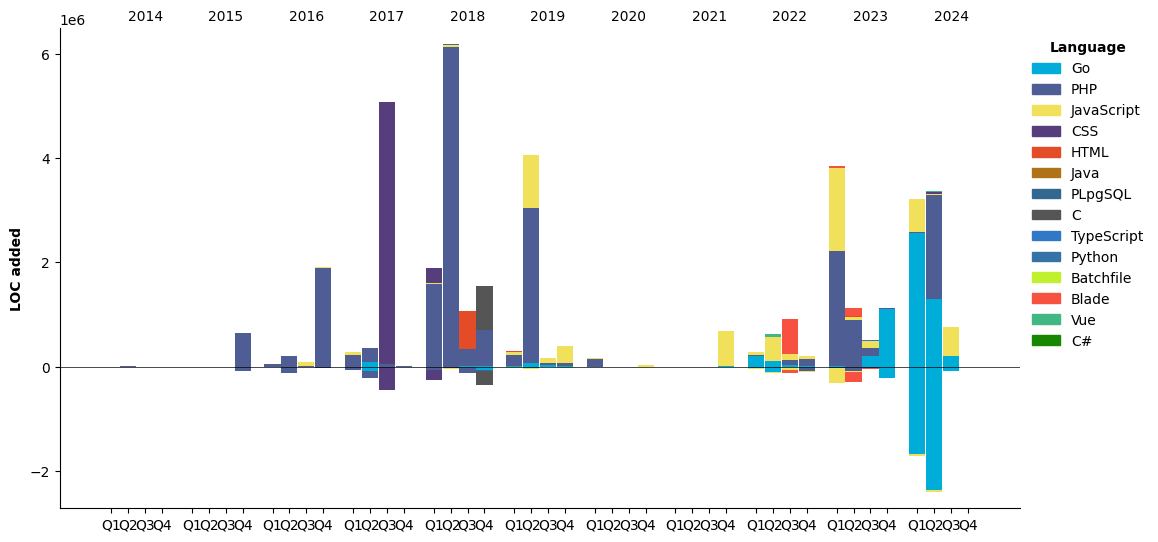 2014 2015 2016 2017 2018 2019 2020 2021 2022 2023 2024
1e6
6
4
2
0
−2
LOC added
Q1Q2Q3Q4 Q1Q2Q3Q4 Q1Q2Q3Q4 Q1Q2Q3Q4 Q1Q2Q3Q4 Q1Q2Q3Q4 Q1Q2Q3Q4 Q1Q2Q3Q4 Q1Q2Q3Q4 Q1Q2Q3Q4 Q1Q2Q3Q4
Language
Go
PHP
JavaScript
CSS
HTML
Java
PLpgSQL
C
TypeScript
Python
Batchfile
Blade
Vue
C#